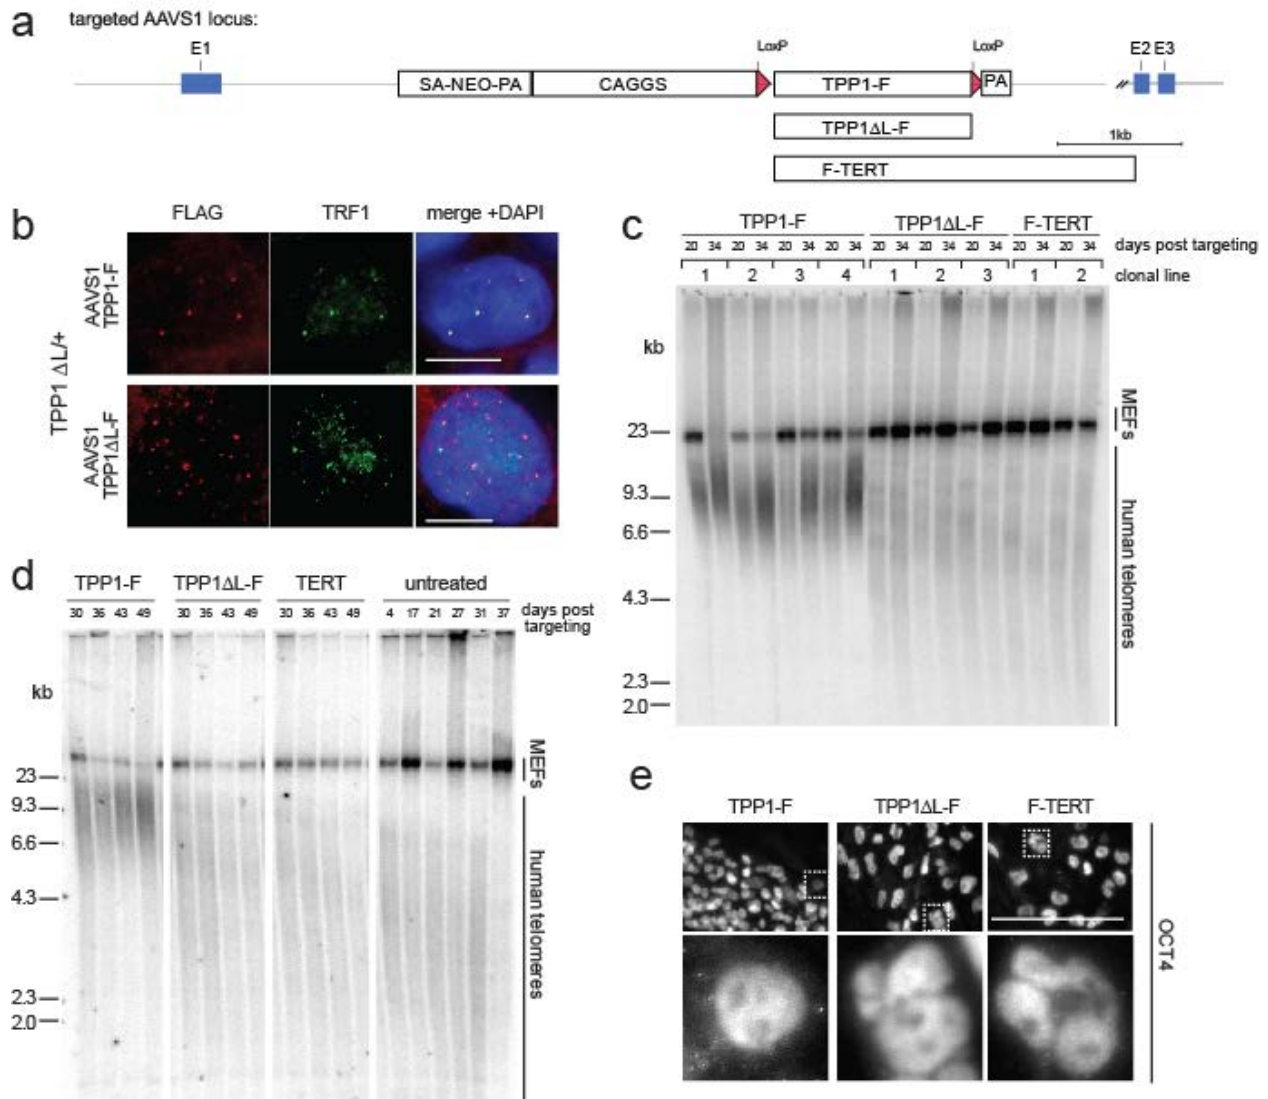 a
targeted AAVS1 locus:
E1
LoxP
LoxP
E2 E3
SA-NEO-PA
CAGGS
TPP1-F
PA
TPP1ΔL-F
1kb
F-TERT
b
FLAG
TRF1
merge +DAPI
TPP1 ΔL/+
AAVS1
TPP1-F
AAVS1
TPP1ΔL-F
c
TPP1-F
TPP1ΔL-F
F-TERT
20 34 20 34 20 34 20 34 20 34 20 34 20 34 20 34 20 34 days post targeting
1 2 3 4 1 2 3 1 2 clonal line
kb
23
9.3
6.6
4.3
2.3
2.0
MEFs
human telomeres
d
TPP1-F
TPP1ΔL-F
TERT
untreated
30 36 43 49 30 36 43 49 30 36 43 49 4 17 21 27 31 37 days post
targeting
kb
23
9.3
6.6
4.3
2.3
2.0
MEFs
human telomeres
e
TPP1-F
TPP1ΔL-F
F-TERT
OCT4